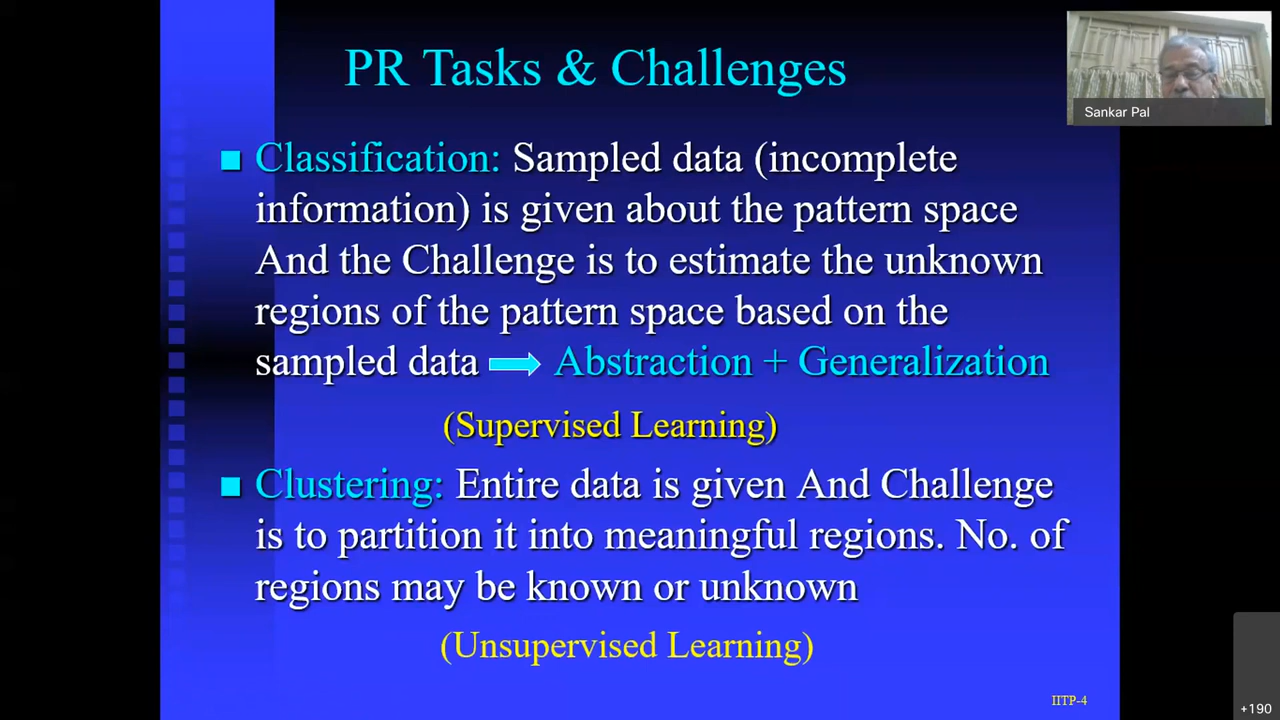 PR Tasks & Challenges
Sankar Pal
Classification: Sampled data (incomplete
information) is given about the pattern space
And the Challenge is to estimate the unknown
regions of the pattern space based on the
sampled data Abstraction + Generalization
(Supervised Learning)
Clustering: Entire data is given And Challenge
is to partition it into meaningful regions. No. of
regions may be known or unknown
(Unsupervised Learning)
IITP-4
+190